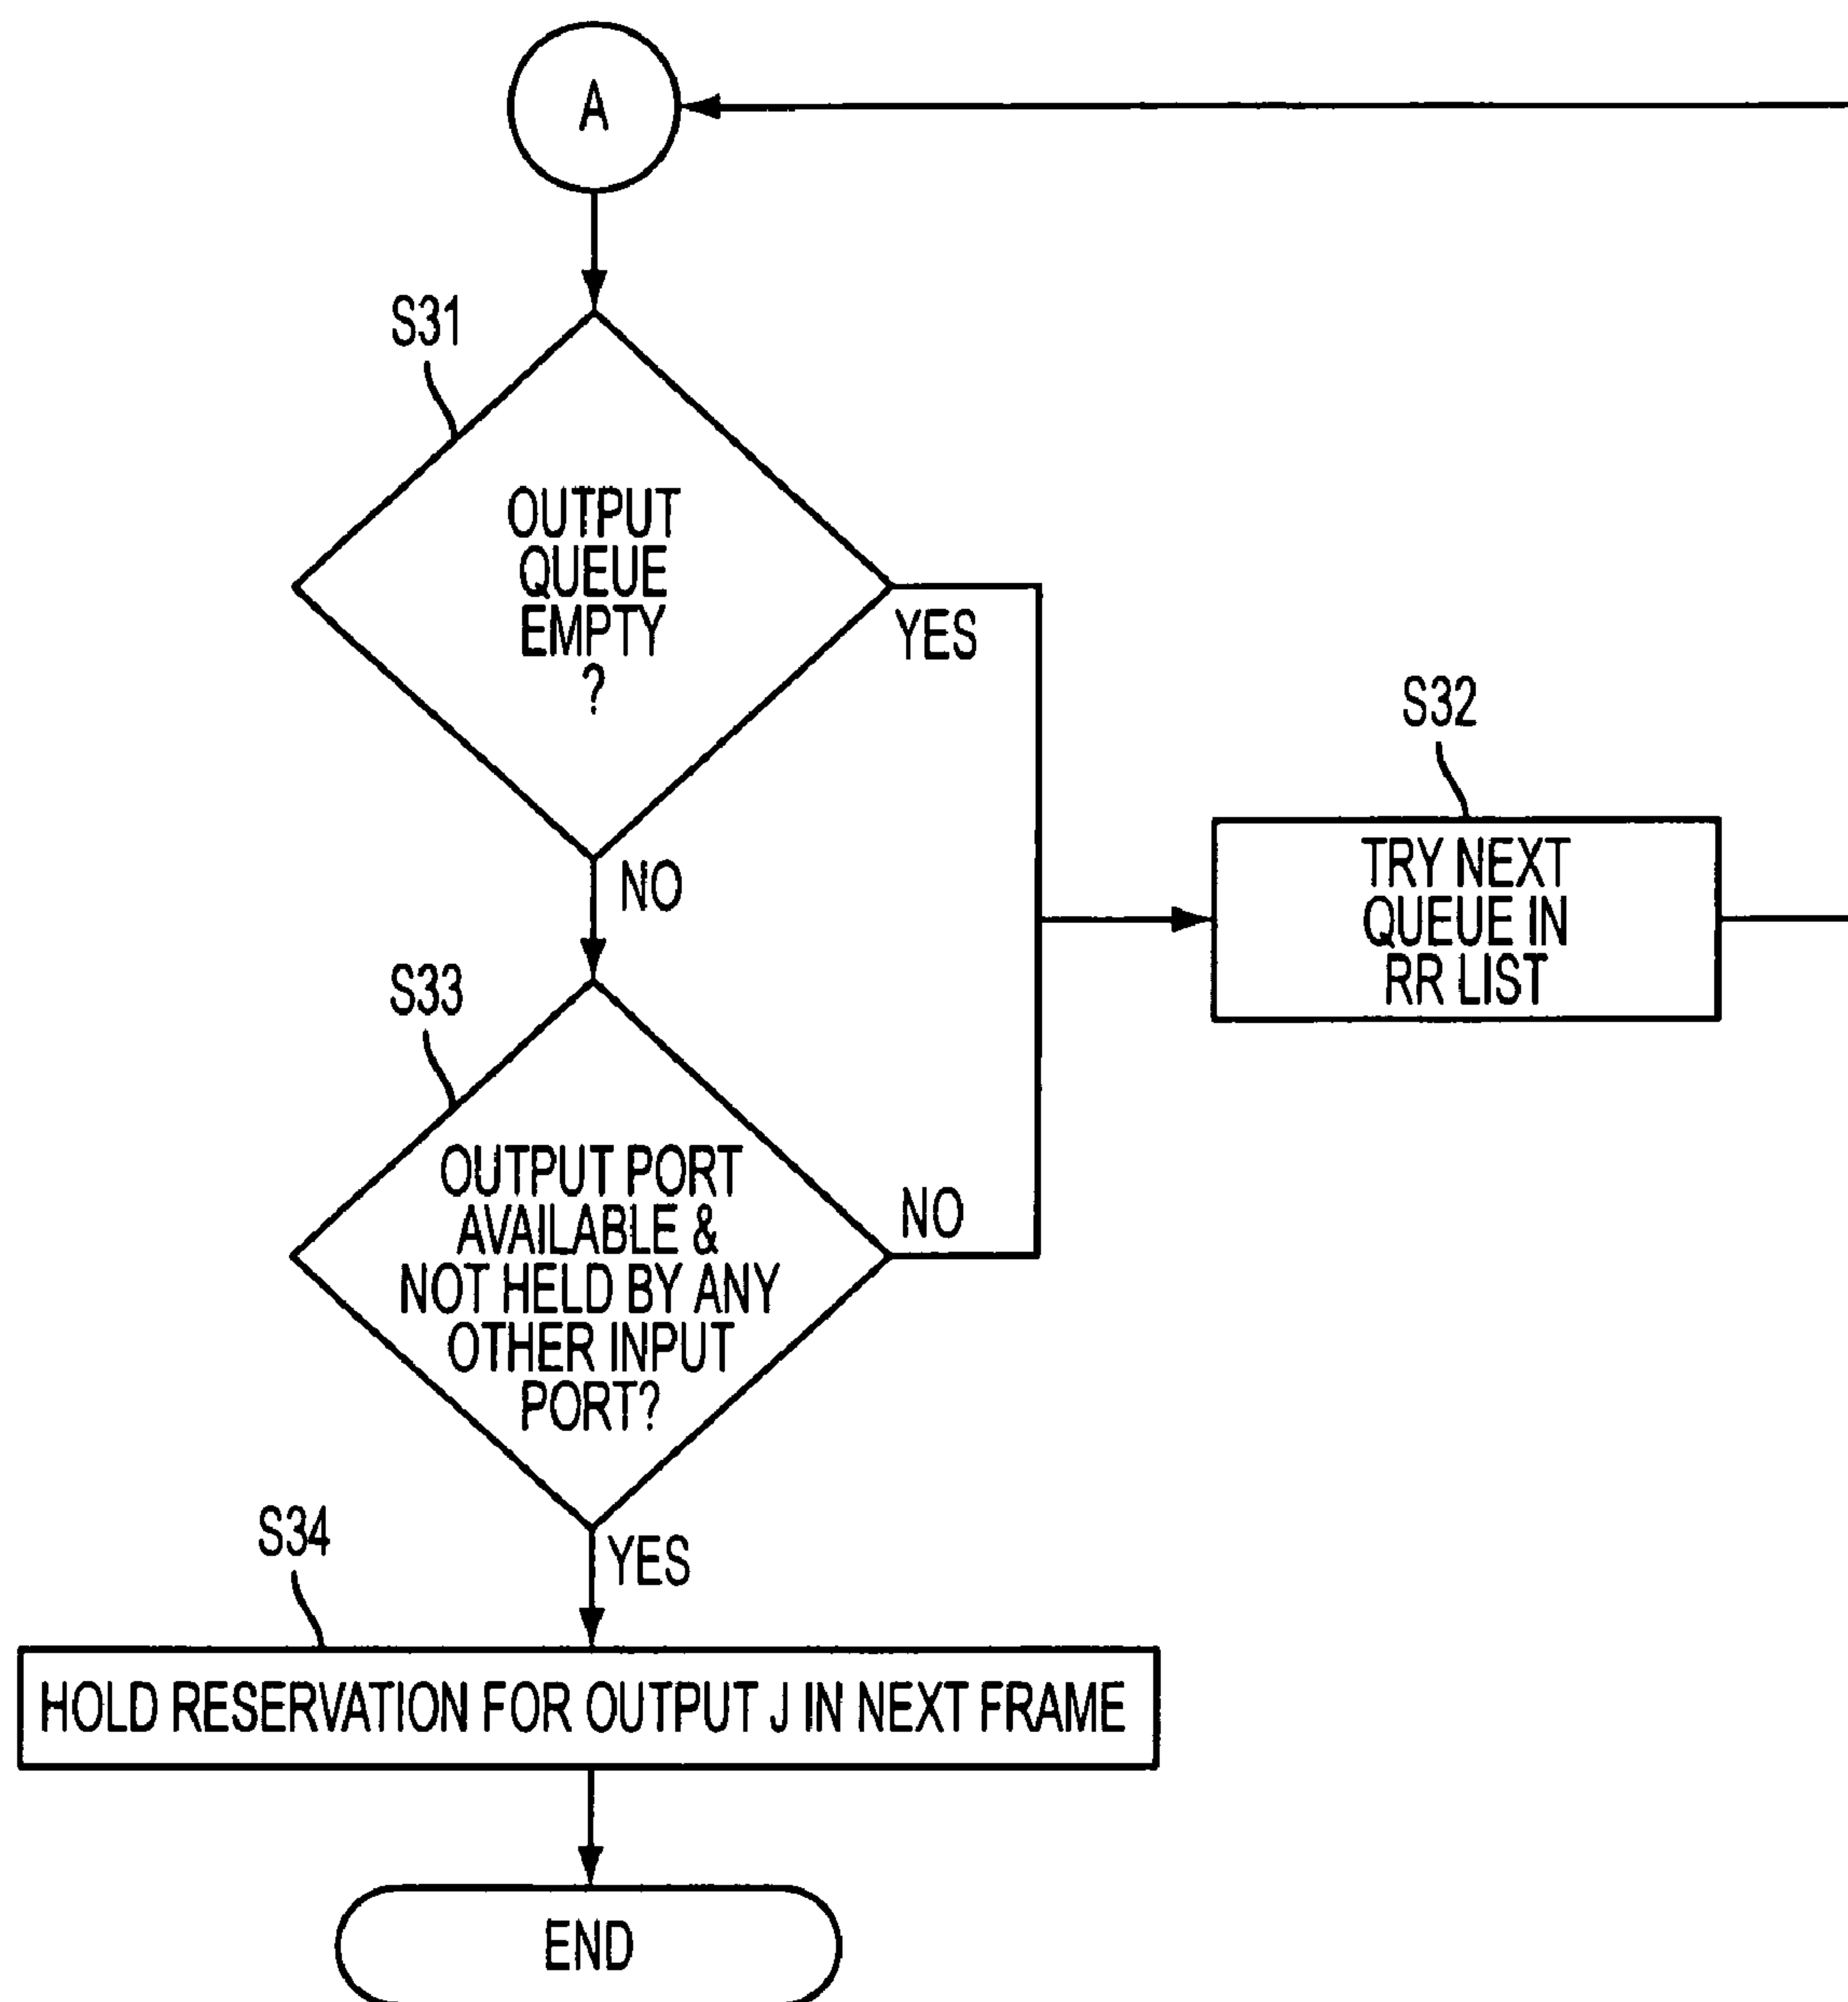 A
S31
OUTPUT
QUEUE
EMPTY
?
YES
NO
S32
TRY NEXT
QUEUE IN
RR LIST
S33
OUTPUT PORT
AVAILABLE &
NOT HELD BY ANY
OTHER INPUT
PORT?
NO
YES
S34
HOLD RESERVATION FOR OUTPUT J IN NEXT FRAME
END